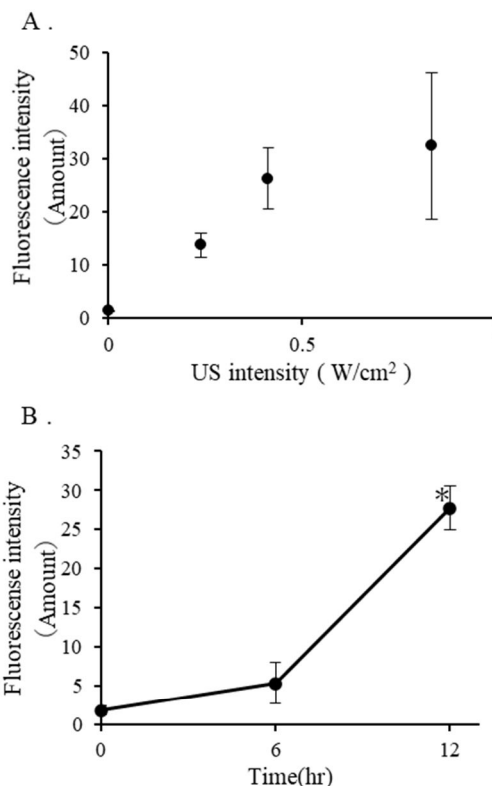 A .
Fluorescence intensity
（Amount）
50
40
30
20
10
0
0
0.5
US intensity ( W/cm² )
B .
Fluorescense intensity
（Amount）
35
30
25
20
15
10
5
0
*
0
6
12
Time(hr)